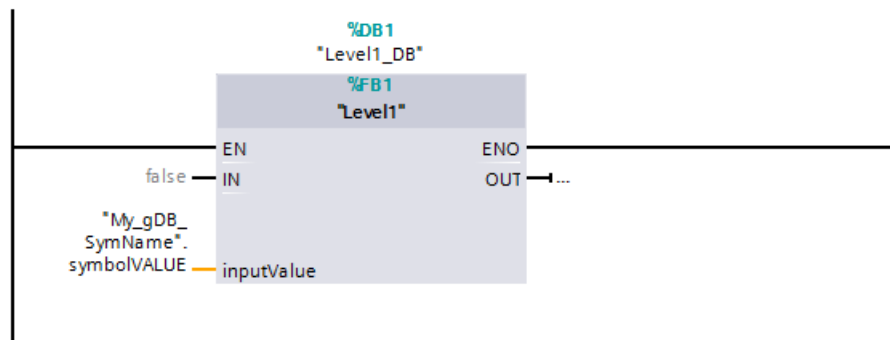 %DB1
"Level1_DB"
%FB1
"Level1"
EN ENO
false IN OUT ...
"My_gDB_
SymName".
symbolVALUE inputValue